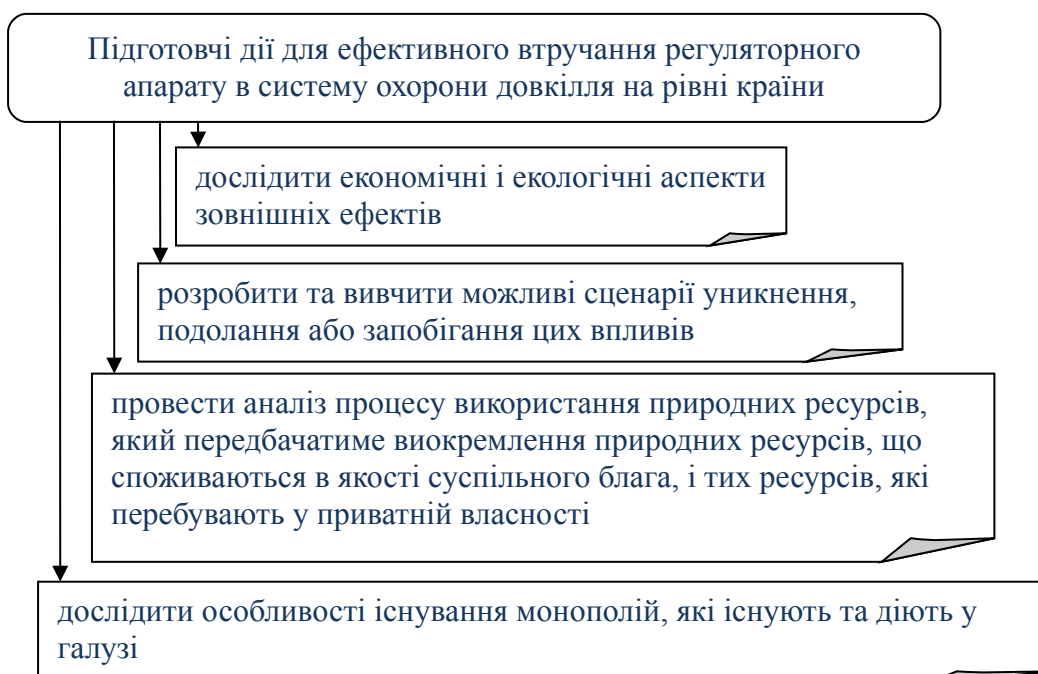 Підготовчі дії для ефективного втручання регуляторного
апарату в систему охорони довкілля на рівні країни
дослідити економічні і екологічні аспекти
зовнішніх ефектів
розробити та вивчити можливі сценарії уникнення,
подолання або запобігання цих впливів
провести аналіз процесу використання природних ресурсів,
який передбачатиме виокремлення природних ресурсів, що
споживаються в якості суспільного блага, і тих ресурсів, які
перебувають у приватній власності
дослідити особливості існування монополій, які існують та діють у
галузі